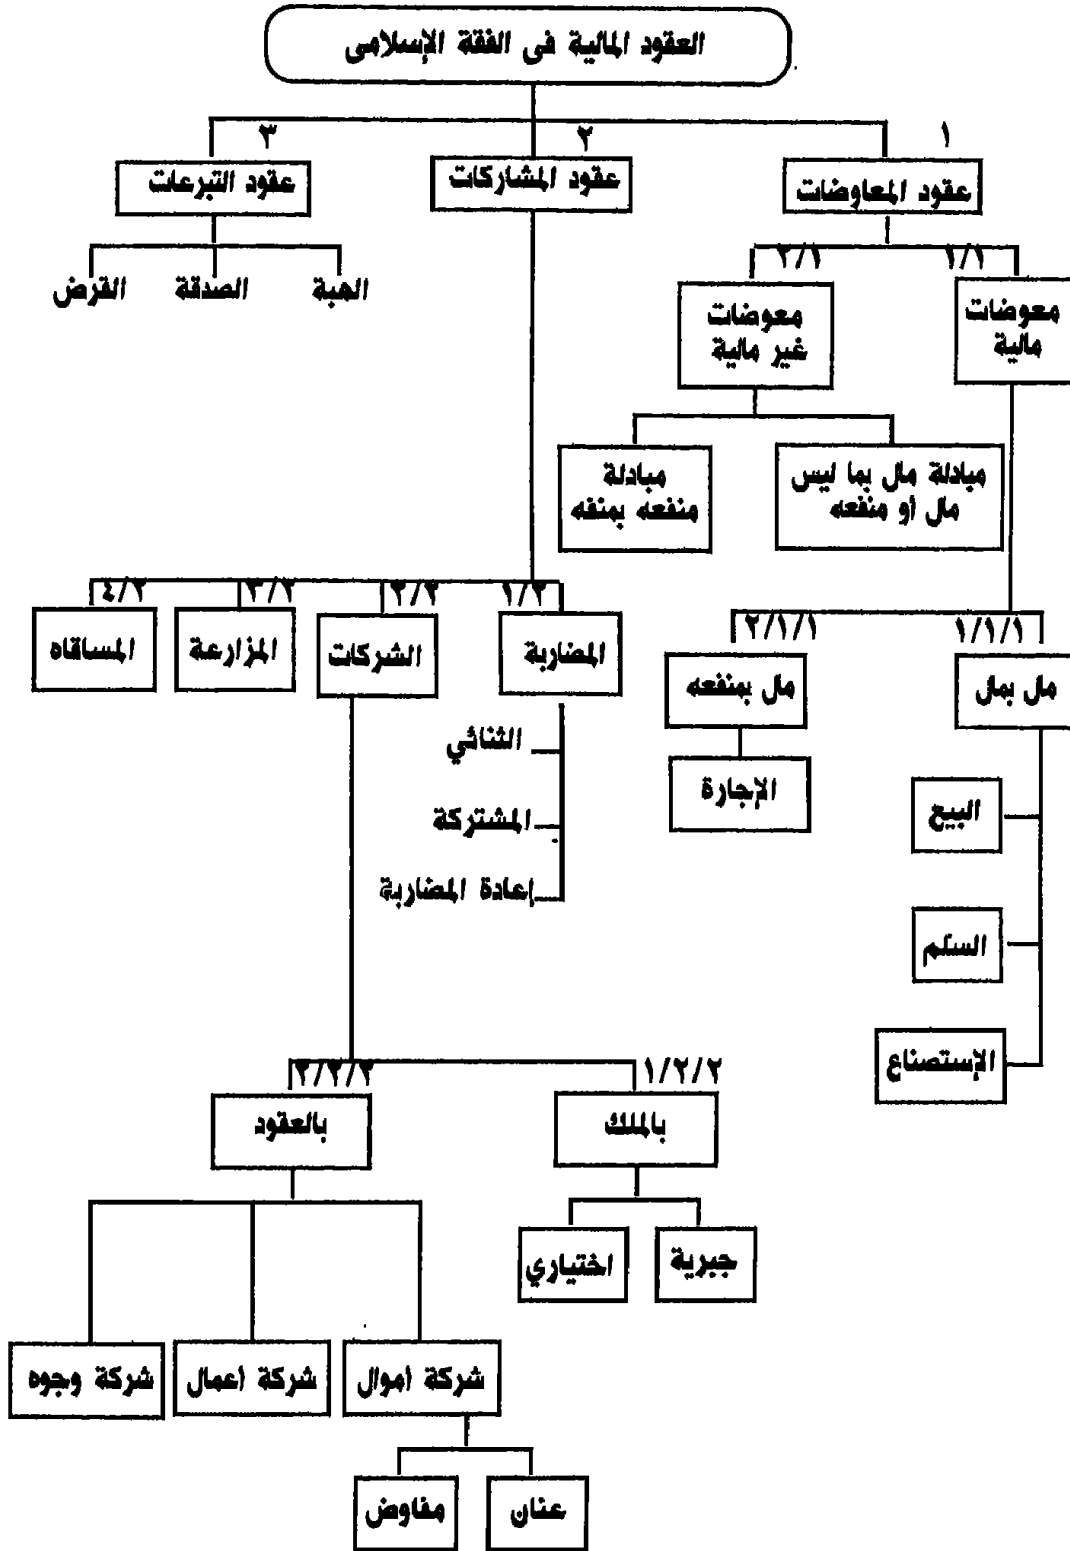 العقود المالية فى الفقة الإسلامى
١
٢
٣
عقود المعاوضات
عقود المشاركات
عقود التبرعات
١/١
٢/١
الهبة
الصدقة
القرض
معوضات
مالية
معوضات
غير مالية
مبادلة مال بما ليس
مال أو منفعه
مبادلة
منفعه بمنفه
١/٢
٢/٢
٣/٢
٤/٢
المضاربة
الشركات
المزارعة
المساقاه
١/١/١
٢/١/١
مال بمال
مال بمنفعه
الإجارة
الثنائي
المشتركة
إعادة المضاربة
البيع
السلم
الإستصناع
١/٢/٢
٢/٢/٢
بالملك
بالعقود
جبرية
اختياري
شركة أموال
شركة أعمال
شركة وجوه
عنان
مفاوض